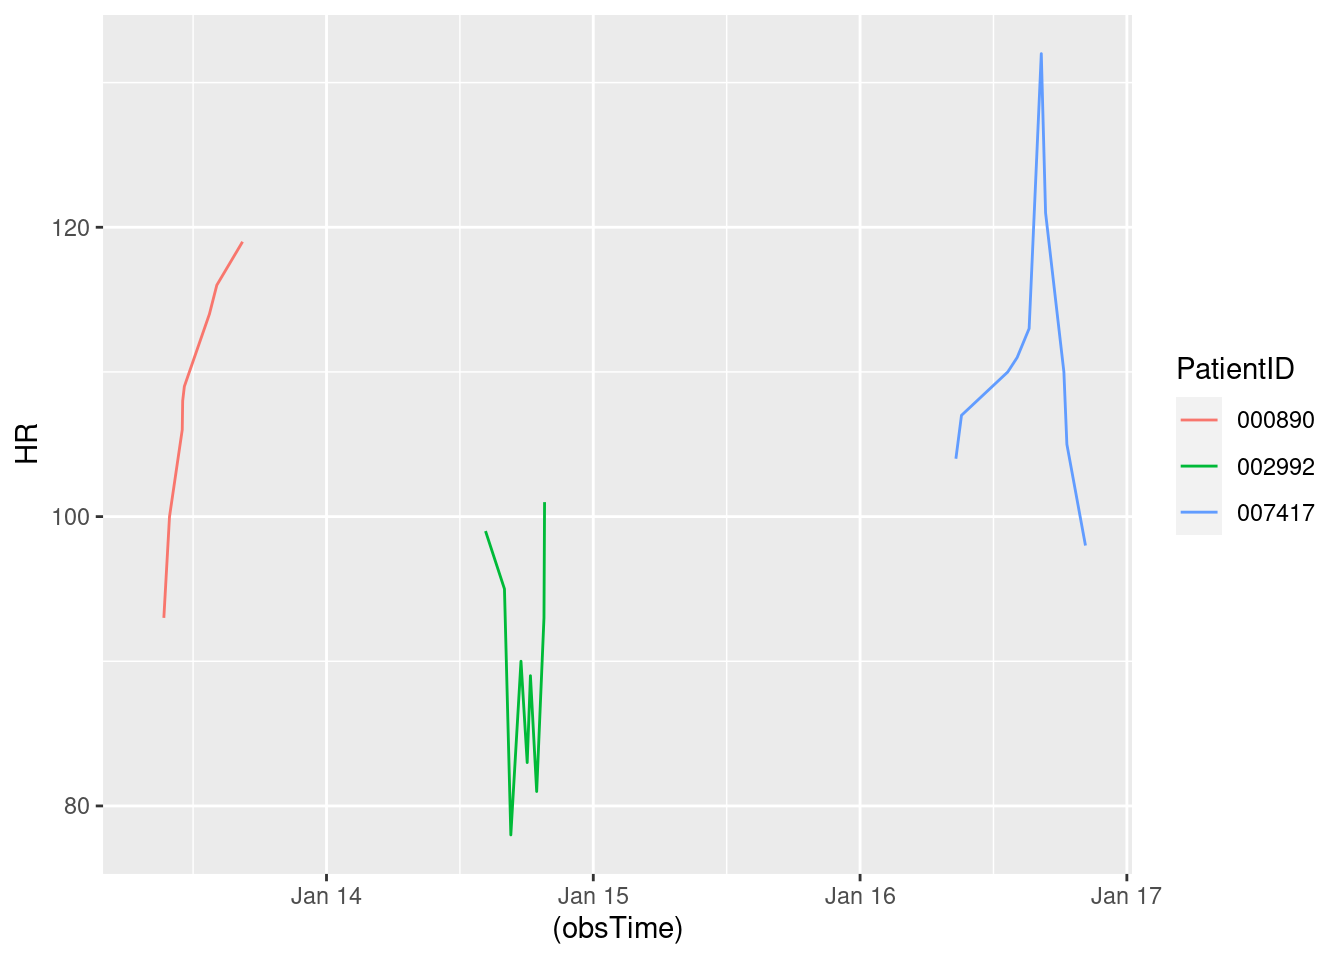 HR
120
100
80
Jan 14
Jan 15
Jan 16
Jan 17
(obsTime)
PatientID
000890
002992
007417